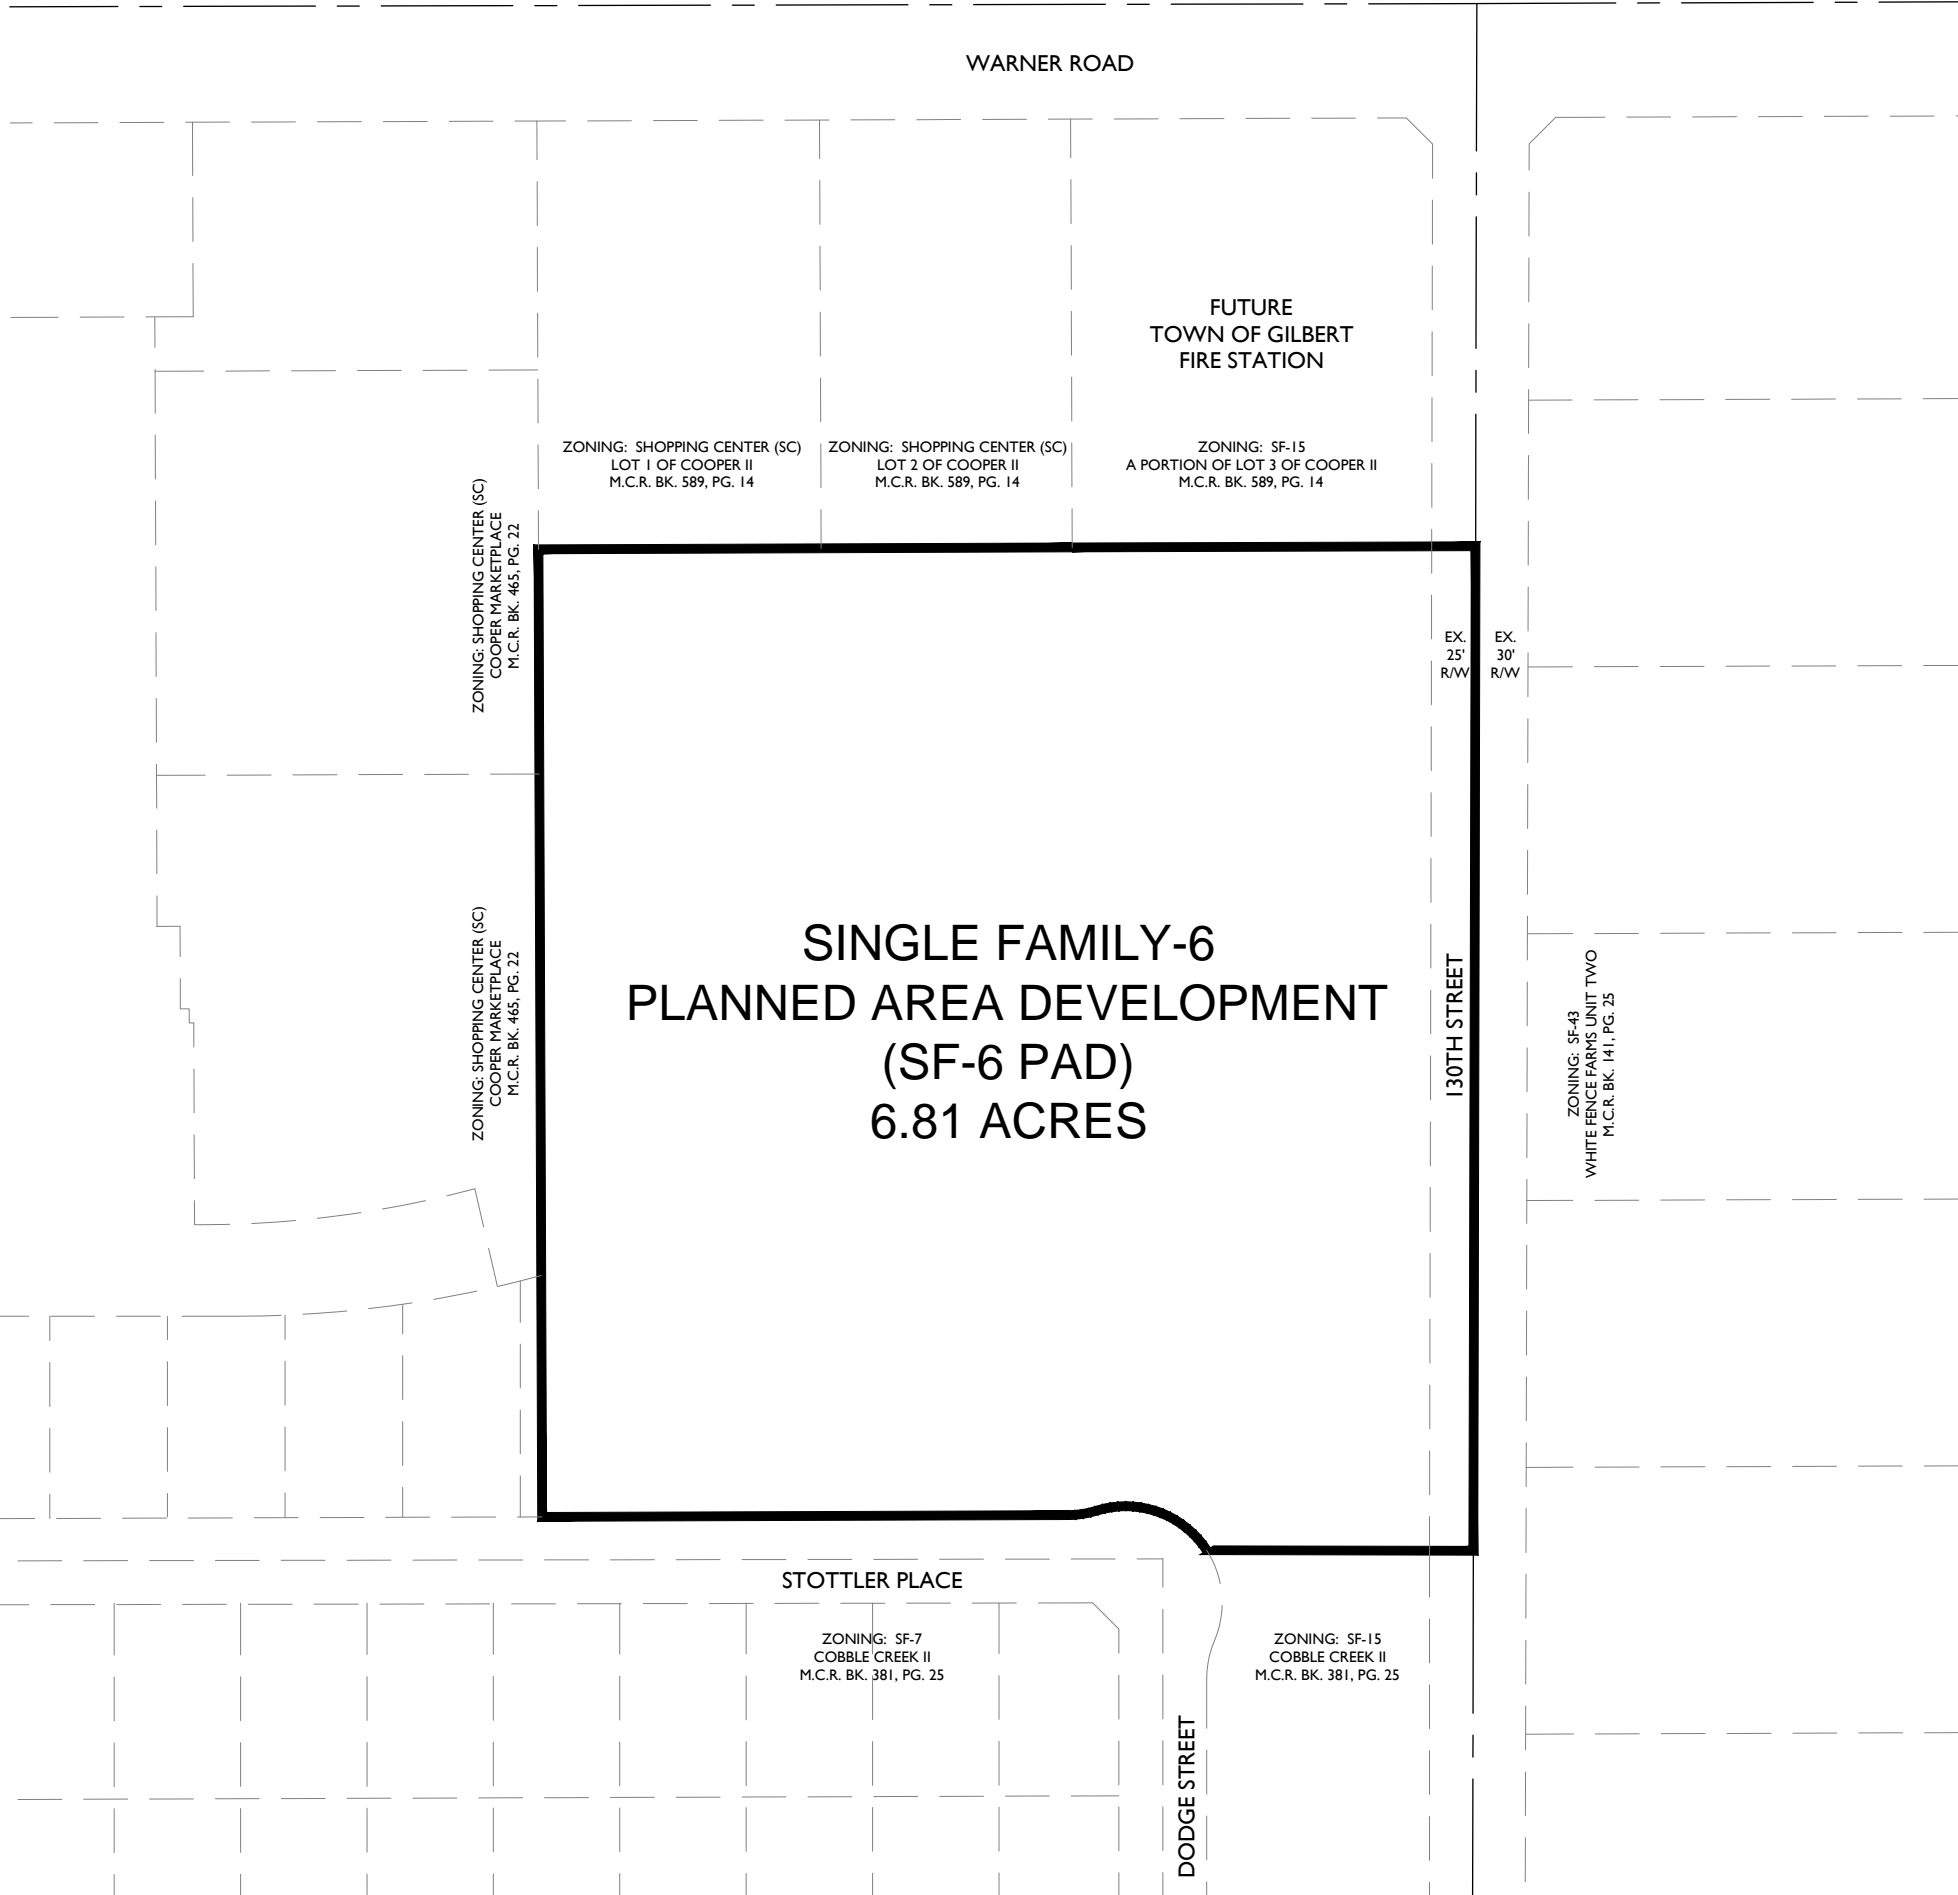 WARNER ROAD
FUTURE
TOWN OF GILBERT
FIRE STATION
ZONING: SHOPPING CENTER (SC)
LOT 1 OF COOPER II
M.C.R. BK. 589, PG. 14
ZONING: SHOPPING CENTER (SC)
LOT 2 OF COOPER II
M.C.R. BK. 589, PG. 14
ZONING: SF-15
A PORTION OF LOT 3 OF COOPER II
M.C.R. BK. 589, PG. 14
ZONING: SHOPPING CENTER (SC)
COOPER MARKETPLACE
M.C.R. BK. 465, PG. 22
EX.
25'
R/W
EX.
30'
R/W
ZONING: SHOPPING CENTER (SC)
COOPER MARKETPLACE
M.C.R. BK. 465, PG. 22
SINGLE FAMILY-6
PLANNED AREA DEVELOPMENT
(SF-6 PAD)
6.81 ACRES
130TH STREET
ZONING: SF-43
WHITE FENCE FARMS UNIT TWO
M.C.R. BK. 141, PG. 25
STOTTLER PLACE
ZONING: SF-7
COBBLE CREEK II
M.C.R. BK. 381, PG. 25
ZONING: SF-15
COBBLE CREEK II
M.C.R. BK. 381, PG. 25
DODGE STREET